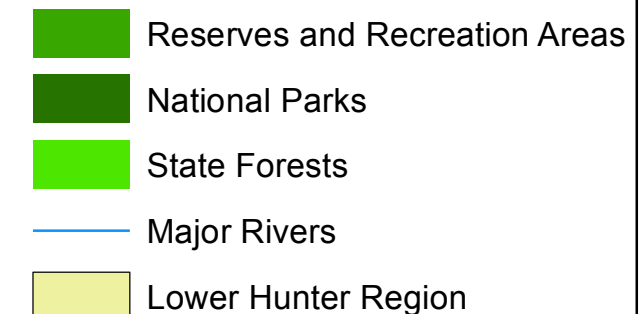 Reserves and Recreation Areas
National Parks
State Forests
Major Rivers
Lower Hunter Region